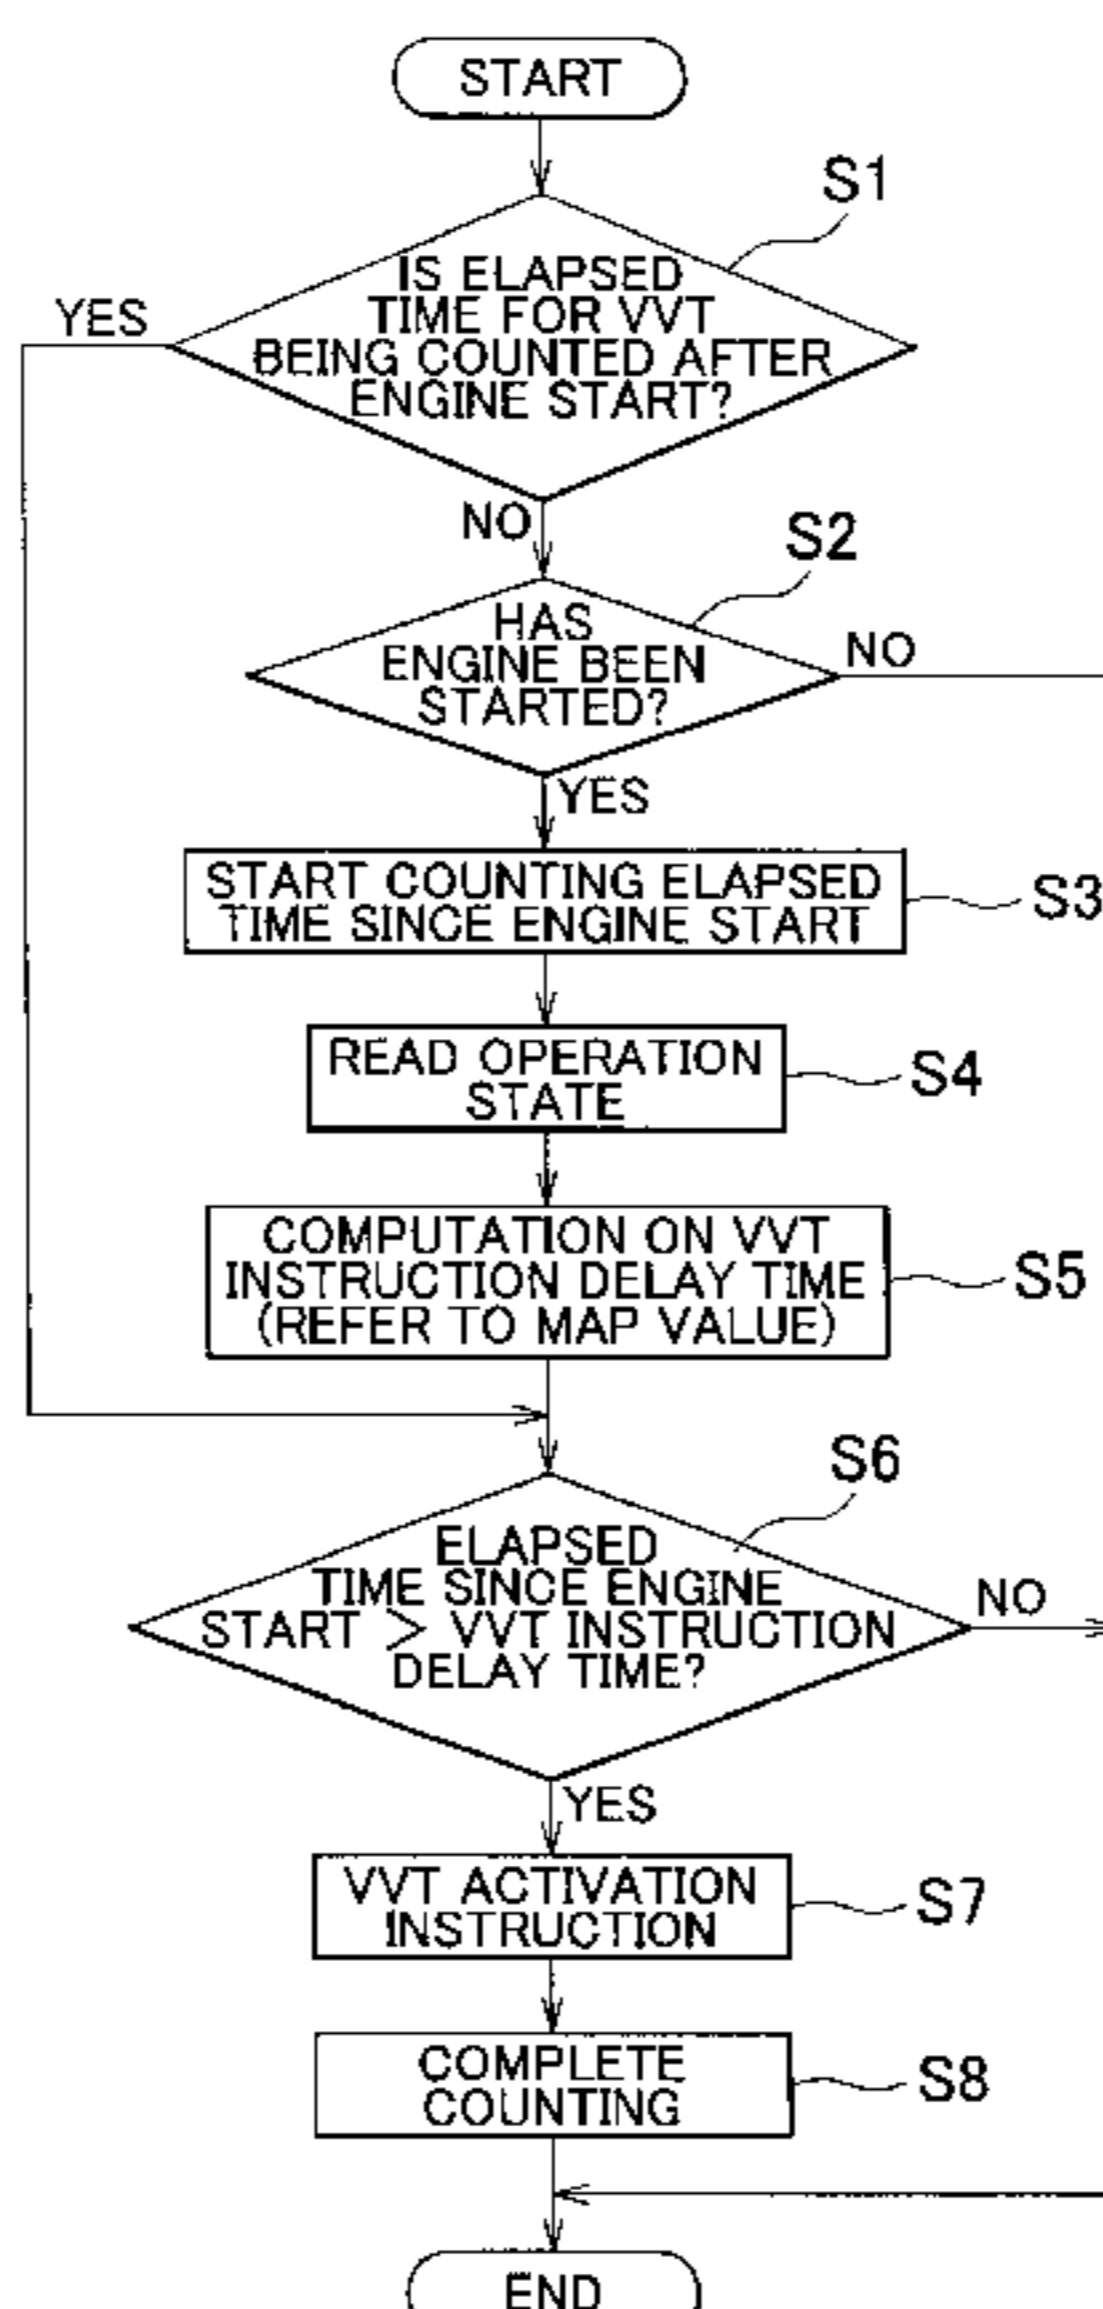 START
S1
IS ELAPSED
TIME FOR VVT
BEING COUNTED AFTER
ENGINE START?
YES
NO
S2
HAS
ENGINE BEEN
STARTED?
NO
YES
START COUNTING ELAPSED
TIME SINCE ENGINE START
S3
READ OPERATION
STATE
S4
COMPUTATION ON VVT
INSTRUCTION DELAY TIME
(REFER TO MAP VALUE)
S5
S6
ELAPSED
TIME SINCE ENGINE
START > VVT INSTRUCTION
DELAY TIME?
NO
YES
VVT ACTIVATION
INSTRUCTION
S7
COMPLETE
COUNTING
S8
END